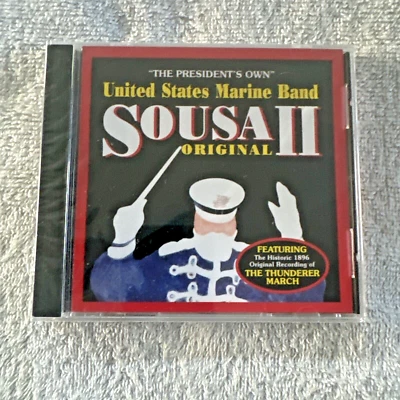 "THE PRESIDENT'S OWN"
United States Marine Band
SOUSA II
ORIGINAL
FEATURING
The Historic 1896
Original Recording of
THE THUNDERER
MARCH